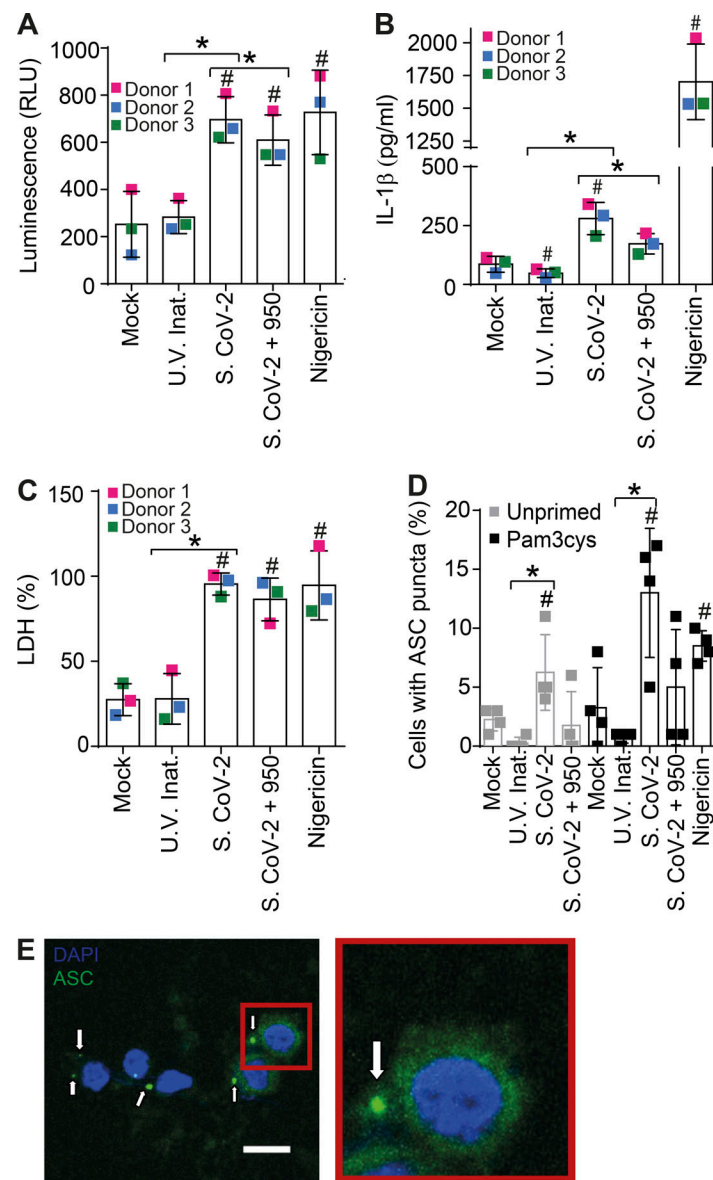 A
Luminescence (RLU)
1000
800
600
400
200
0
Donor 1
Donor 2
Donor 3
*
*
#
#
#
Mock
U.V. Inat.
S. CoV-2
S. CoV-2 + 950
Nigericin
B
IL-1β (pg/ml)
2000
1750
1500
1250
500
250
0
Donor 1
Donor 2
Donor 3
*
*
#
#
#
Mock
U.V. Inat.
S.CoV-2
S. CoV-2 + 950
Nigericin
C
LDH (%)
150
100
50
0
Donor 1
Donor 2
Donor 3
*
#
#
#
Mock
U.V. Inat.
S. CoV-2
S. CoV-2 + 950
Nigericin
D
Cells with ASC puncta (%)
20
15
10
5
0
Unprimed
Pam3cys
*
*
#
#
#
Mock
U.V. Inat.
S. CoV-2
S. CoV-2 + 950
Mock
U.V. Inat.
S. CoV-2
S. CoV-2 + 950
Nigericin
E
DAPI
ASC